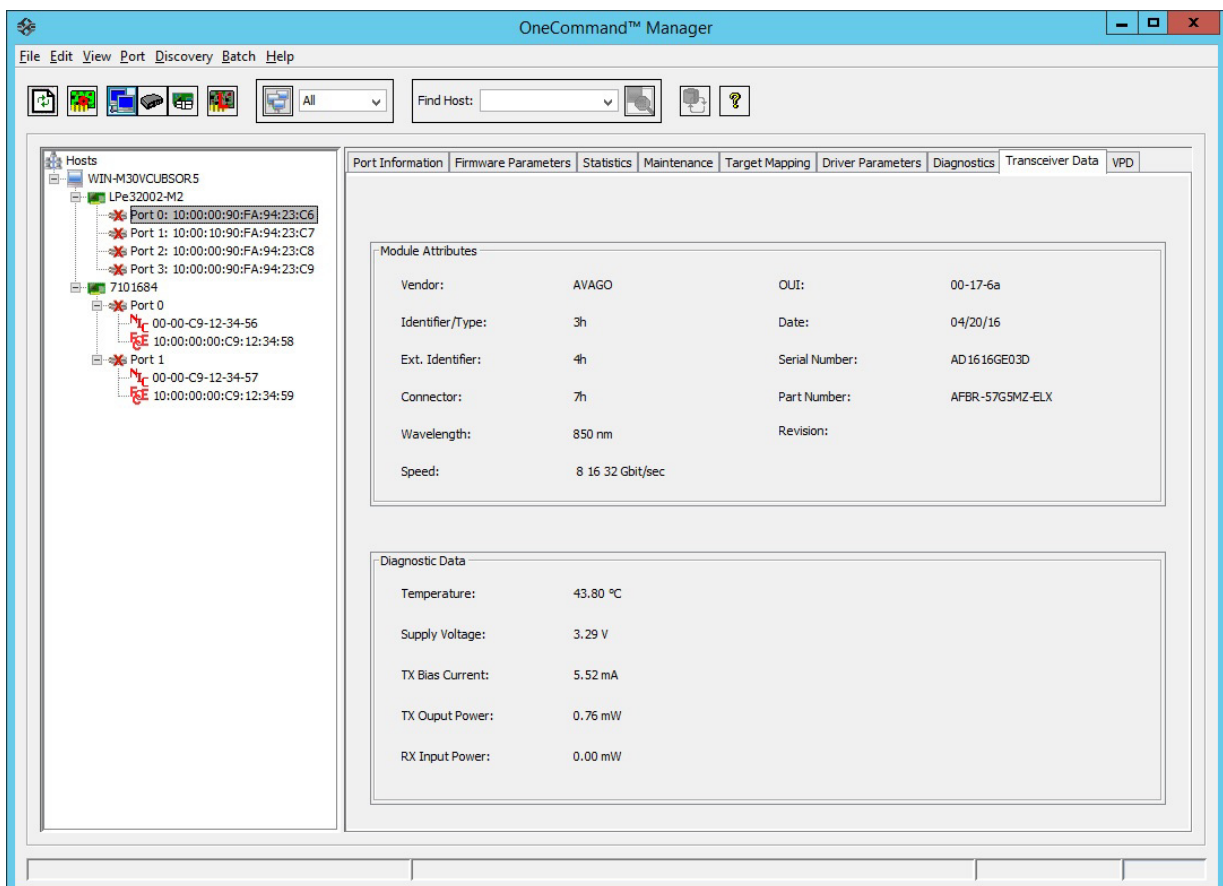 OneCommand™ Manager
File Edit View Port Discovery Batch Help
All
Find Host:
Hosts
WIN-M30VCUBSOR5
LPe32002-M2
Port 0: 10:00:00:90:FA:94:23:C6
Port 1: 10:00:10:90:FA:94:23:C7
Port 2: 10:00:00:90:FA:94:23:C8
Port 3: 10:00:00:90:FA:94:23:C9
7101684
Port 0
NIC 00-00-C9-12-34-56
FCoE 10:00:00:00:C9:12:34:58
Port 1
NIC 00-00-C9-12-34-57
FCoE 10:00:00:00:C9:12:34:59
Port Information Firmware Parameters Statistics Maintenance Target Mapping Driver Parameters Diagnostics Transceiver Data VPD
Module Attributes
Vendor: AVAGO OUI: 00-17-6a
Identifier/Type: 3h Date: 04/20/16
Ext. Identifier: 4h Serial Number: AD1616GE03D
Connector: 7h Part Number: AFBR-57G5MZ-ELX
Wavelength: 850 nm Revision:
Speed: 8 16 32 Gbit/sec
Diagnostic Data
Temperature: 43.80 ºC
Supply Voltage: 3.29 V
TX Bias Current: 5.52 mA
TX Ouput Power: 0.76 mW
RX Input Power: 0.00 mW